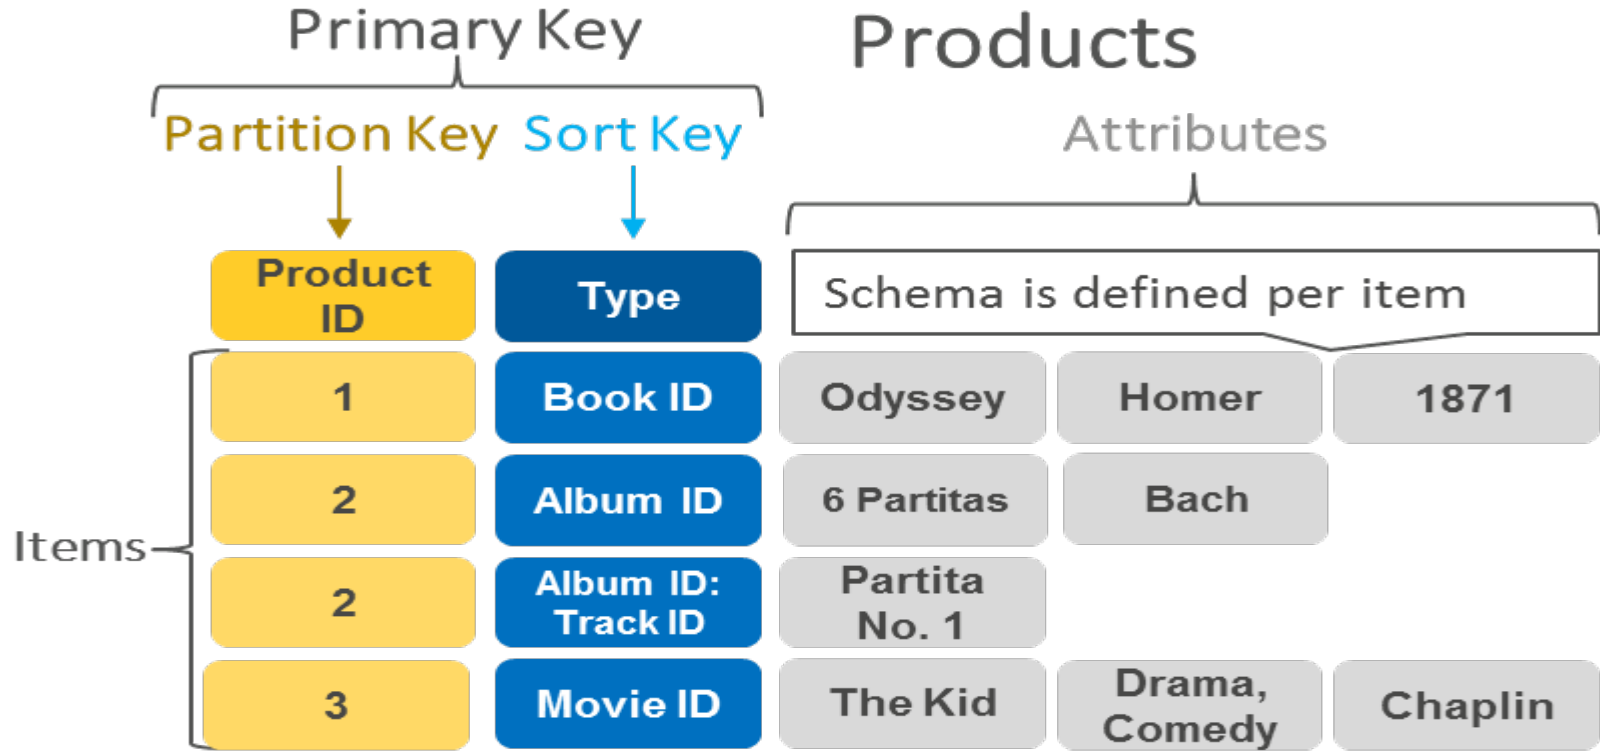 Primary Key
Products
Partition Key
Sort Key
Attributes
Product
ID
Type
Schema is defined per item
Items
1
Book ID
Odyssey
Homer
1871
2
Album ID
6 Partitas
Bach
2
Album ID:
Track ID
Partita
No. 1
3
Movie ID
The Kid
Drama,
Comedy
Chaplin